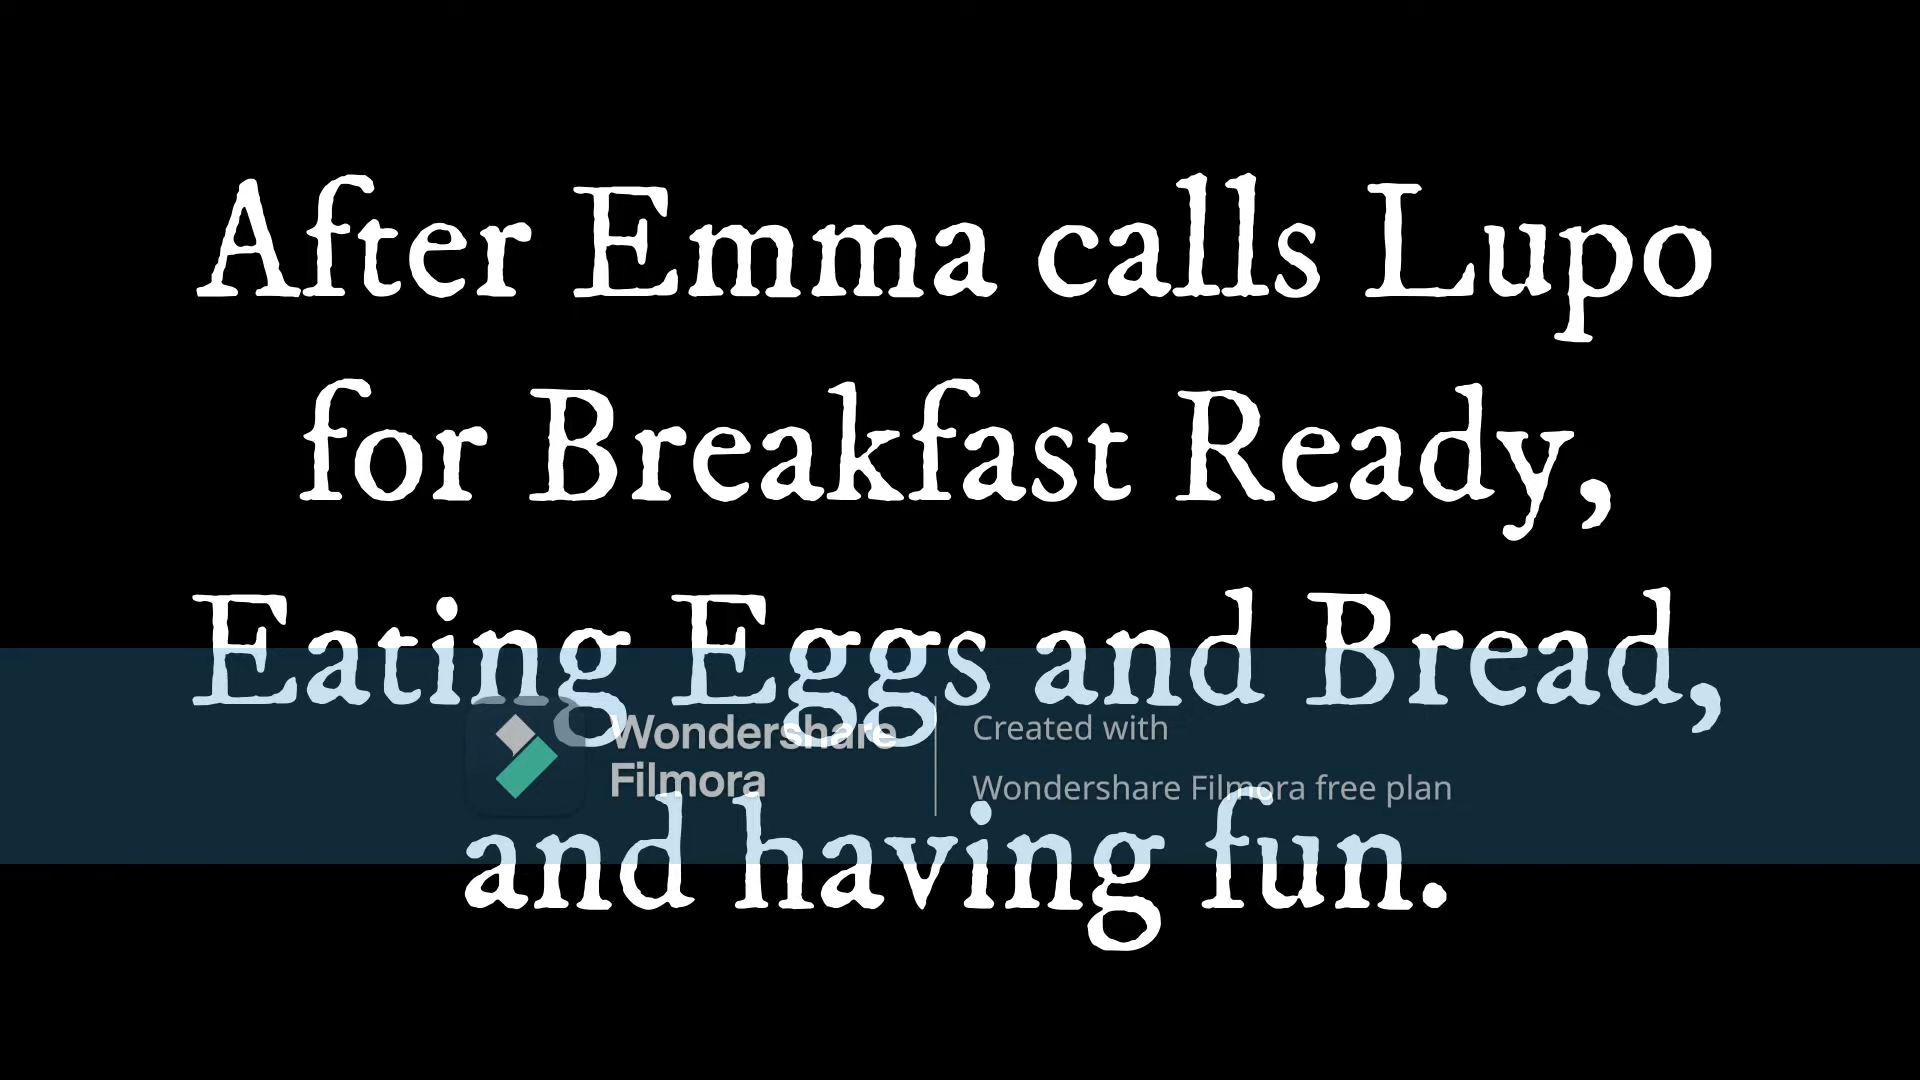 After Emma calls Lupo
for Breakfast Ready,
Eating Eggs and Bread,
Wondershare
Filmora
Created with
Wondershare Filmora free plan
and having fun.